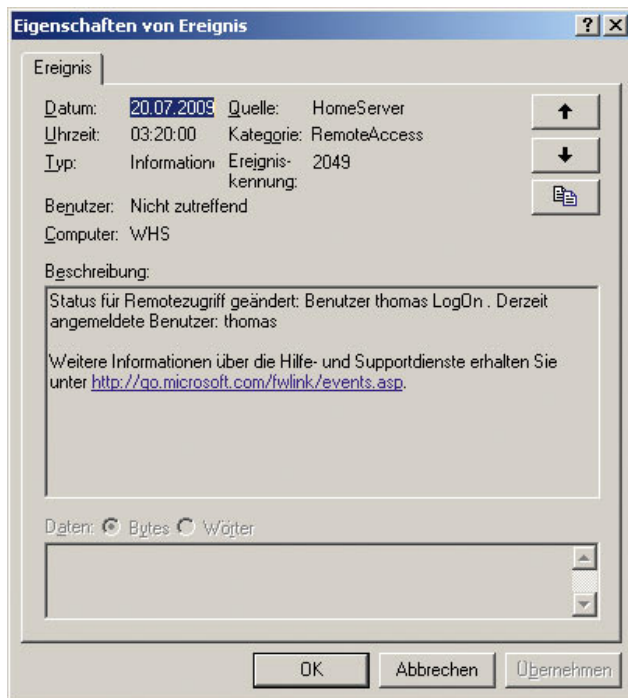 Eigenschaften von Ereignis
Ereignis
Datum: 20.07.2009 Quelle: HomeServer
Uhrzeit: 03:20:00 Kategorie: RemoteAccess
Typ: Information Ereignis-kennung: 2049
Benutzer: Nicht zutreffend
Computer: WHS
Beschreibung:
Status für Remotezugriff geändert: Benutzer thomas LogOn . Derzeit
angemeldete Benutzer: thomas
Weitere Informationen über die Hilfe- und Supportdienste erhalten Sie
unter http://go.microsoft.com/fwlink/events.asp.
Daten: Bytes Wörter
OK Abbrechen Übernehmen